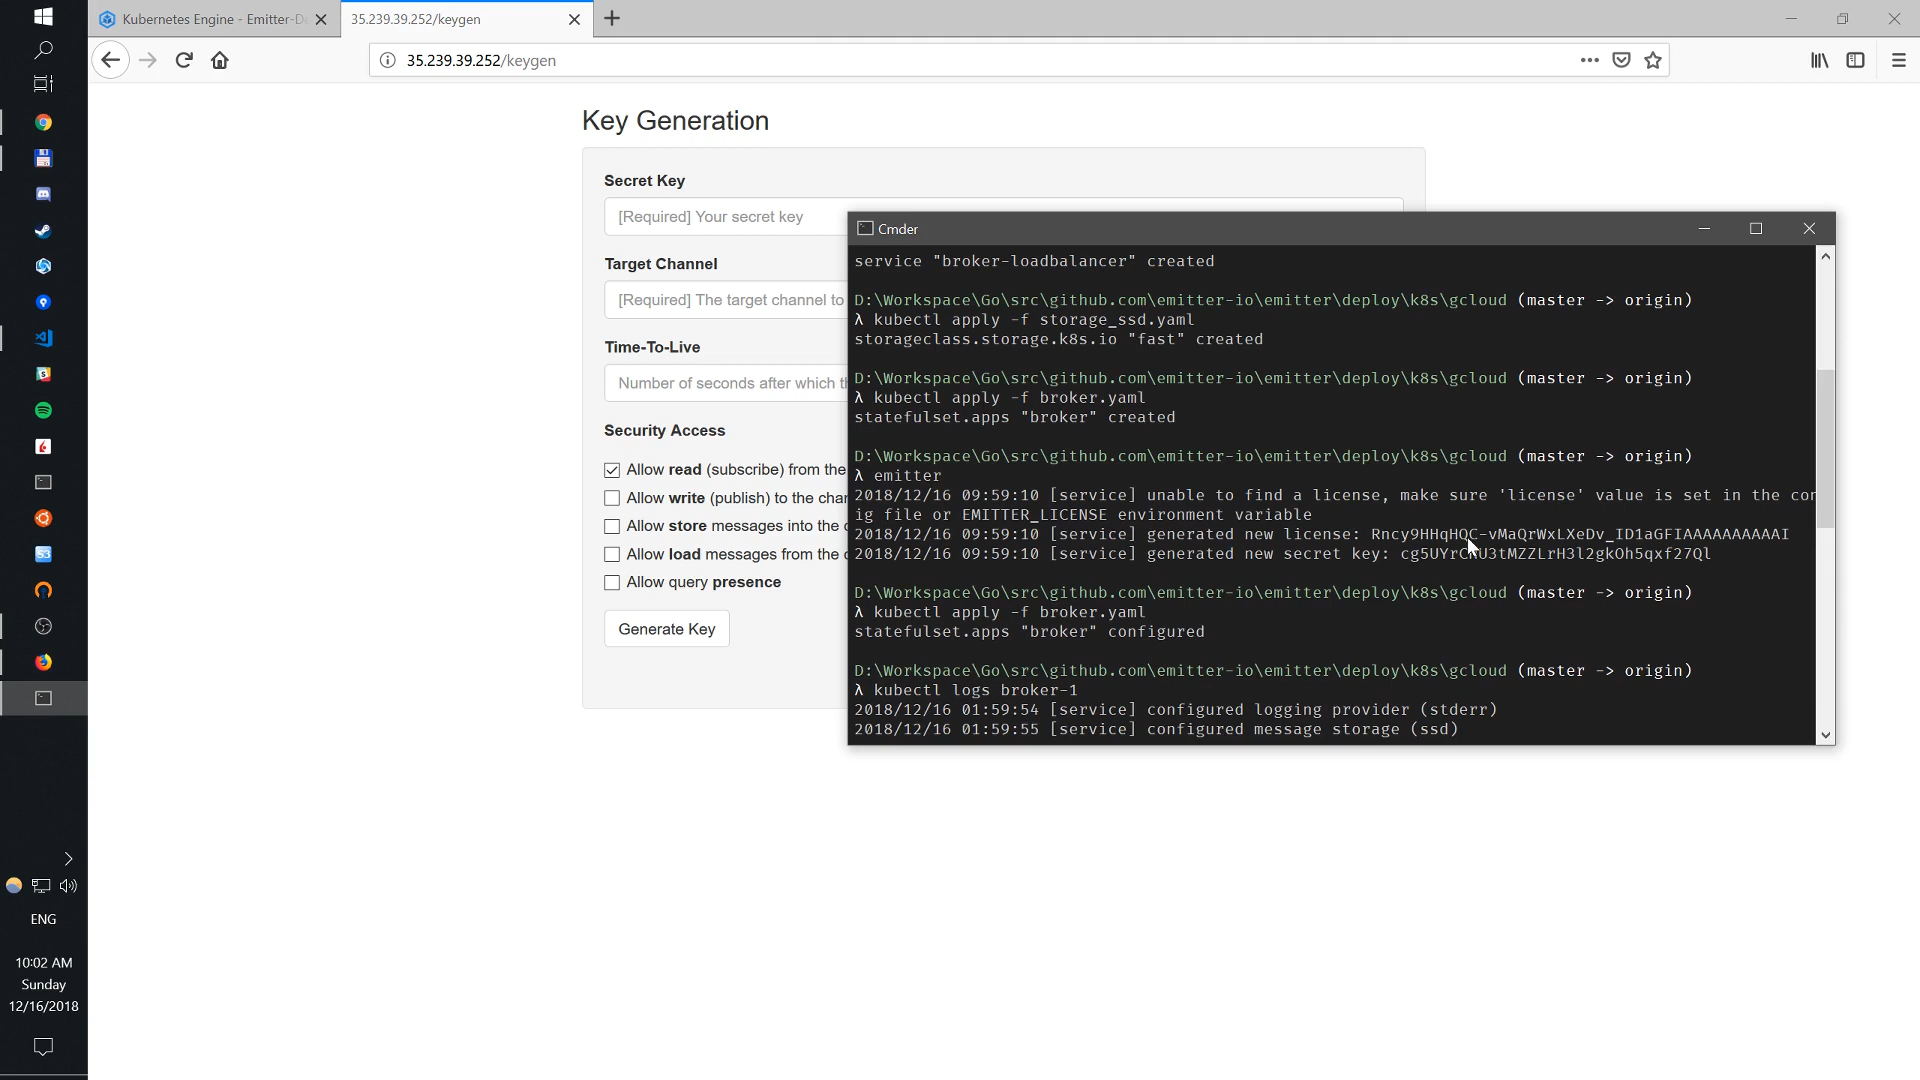 Kubernetes Engine - Emitter-D
35.239.39.252/keygen
35.239.39.252/keygen
Key Generation
Secret Key
[Required] Your secret key
Target Channel
[Required] The target channel to
Time-To-Live
Number of seconds after which th
Security Access
Allow read (subscribe) from the
Allow write (publish) to the char
Allow store messages into the c
Allow load messages from the c
Allow query presence
Generate Key
Cmder
service "broker-loadbalancer" created
D:\Workspace\Go\src\github.com\emitter-io\emitter\deploy\k8s\gcloud (master -> origin)
λ kubectl apply -f storage_ssd.yaml
storageclass.storage.k8s.io "fast" created
D:\Workspace\Go\src\github.com\emitter-io\emitter\deploy\k8s\gcloud (master -> origin)
λ kubectl apply -f broker.yaml
statefulset.apps "broker" created
D:\Workspace\Go\src\github.com\emitter-io\emitter\deploy\k8s\gcloud (master -> origin)
λ emitter
2018/12/16 09:59:10 [service] unable to find a license, make sure 'license' value is set in the con
ig file or EMITTER_LICENSE environment variable
2018/12/16 09:59:10 [service] generated new license: Rncy9HHqHQC-vMaQrWxLXeDv_ID1aGFIAAAAAAAAAAI
2018/12/16 09:59:10 [service] generated new secret key:
D:\Workspace\Go\src\github.com\emitter-io\emitter\deploy\k8s\gcloud (master -> origin)
λ kubectl apply -f broker.yaml
statefulset.apps "broker" configured
D:\Workspace\Go\src\github.com\emitter-io\emitter\deploy\k8s\gcloud (master -> origin)
λ kubectl logs broker-1
2018/12/16 01:59:54 [service] configured logging provider (stderr)
2018/12/16 01:59:55 [service] configured message storage (ssd)
ENG
10:02 AM
Sunday
12/16/2018